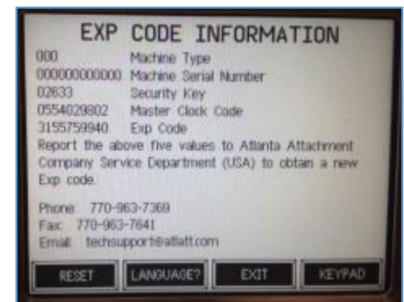 EXP CODE INFORMATION
000 Machine Type
000000000000 Machine Serial Number
02633 Security Key
0554029802 Master Clock Code
3155759940 Exp Code
Report the above five values to Atlanta Attachment
Company Service Department (USA) to obtain a new
Exp code.
Phone: 770-963-7369
Fax: 770-963-7641
Email: techsupport@atlatt.com
RESET LANGUAGE? EXIT KEYPAD